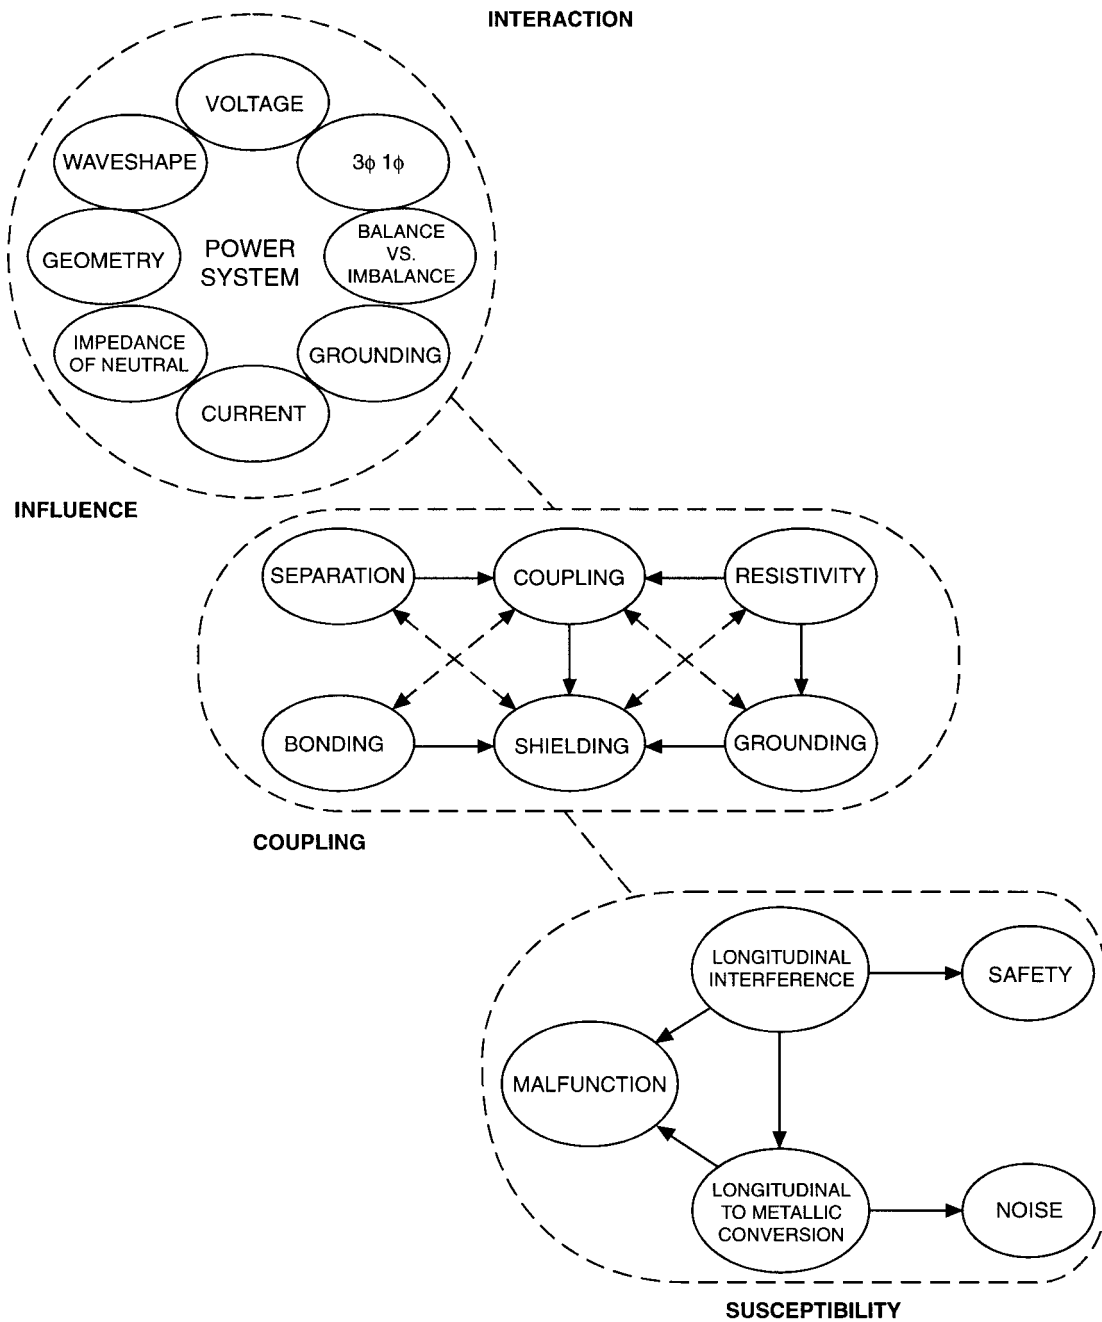 INTERACTION
VOLTAGE
WAVESHAPE
3ϕ 1ϕ
GEOMETRY
POWER
SYSTEM
BALANCE
VS.
IMBALANCE
IMPEDANCE
OF NEUTRAL
GROUNDING
CURRENT
INFLUENCE
SEPARATION
COUPLING
RESISTIVITY
BONDING
SHIELDING
GROUNDING
COUPLING
LONGITUDINAL
INTERFERENCE
SAFETY
MALFUNCTION
LONGITUDINAL
TO METALLIC
CONVERSION
NOISE
SUSCEPTIBILITY